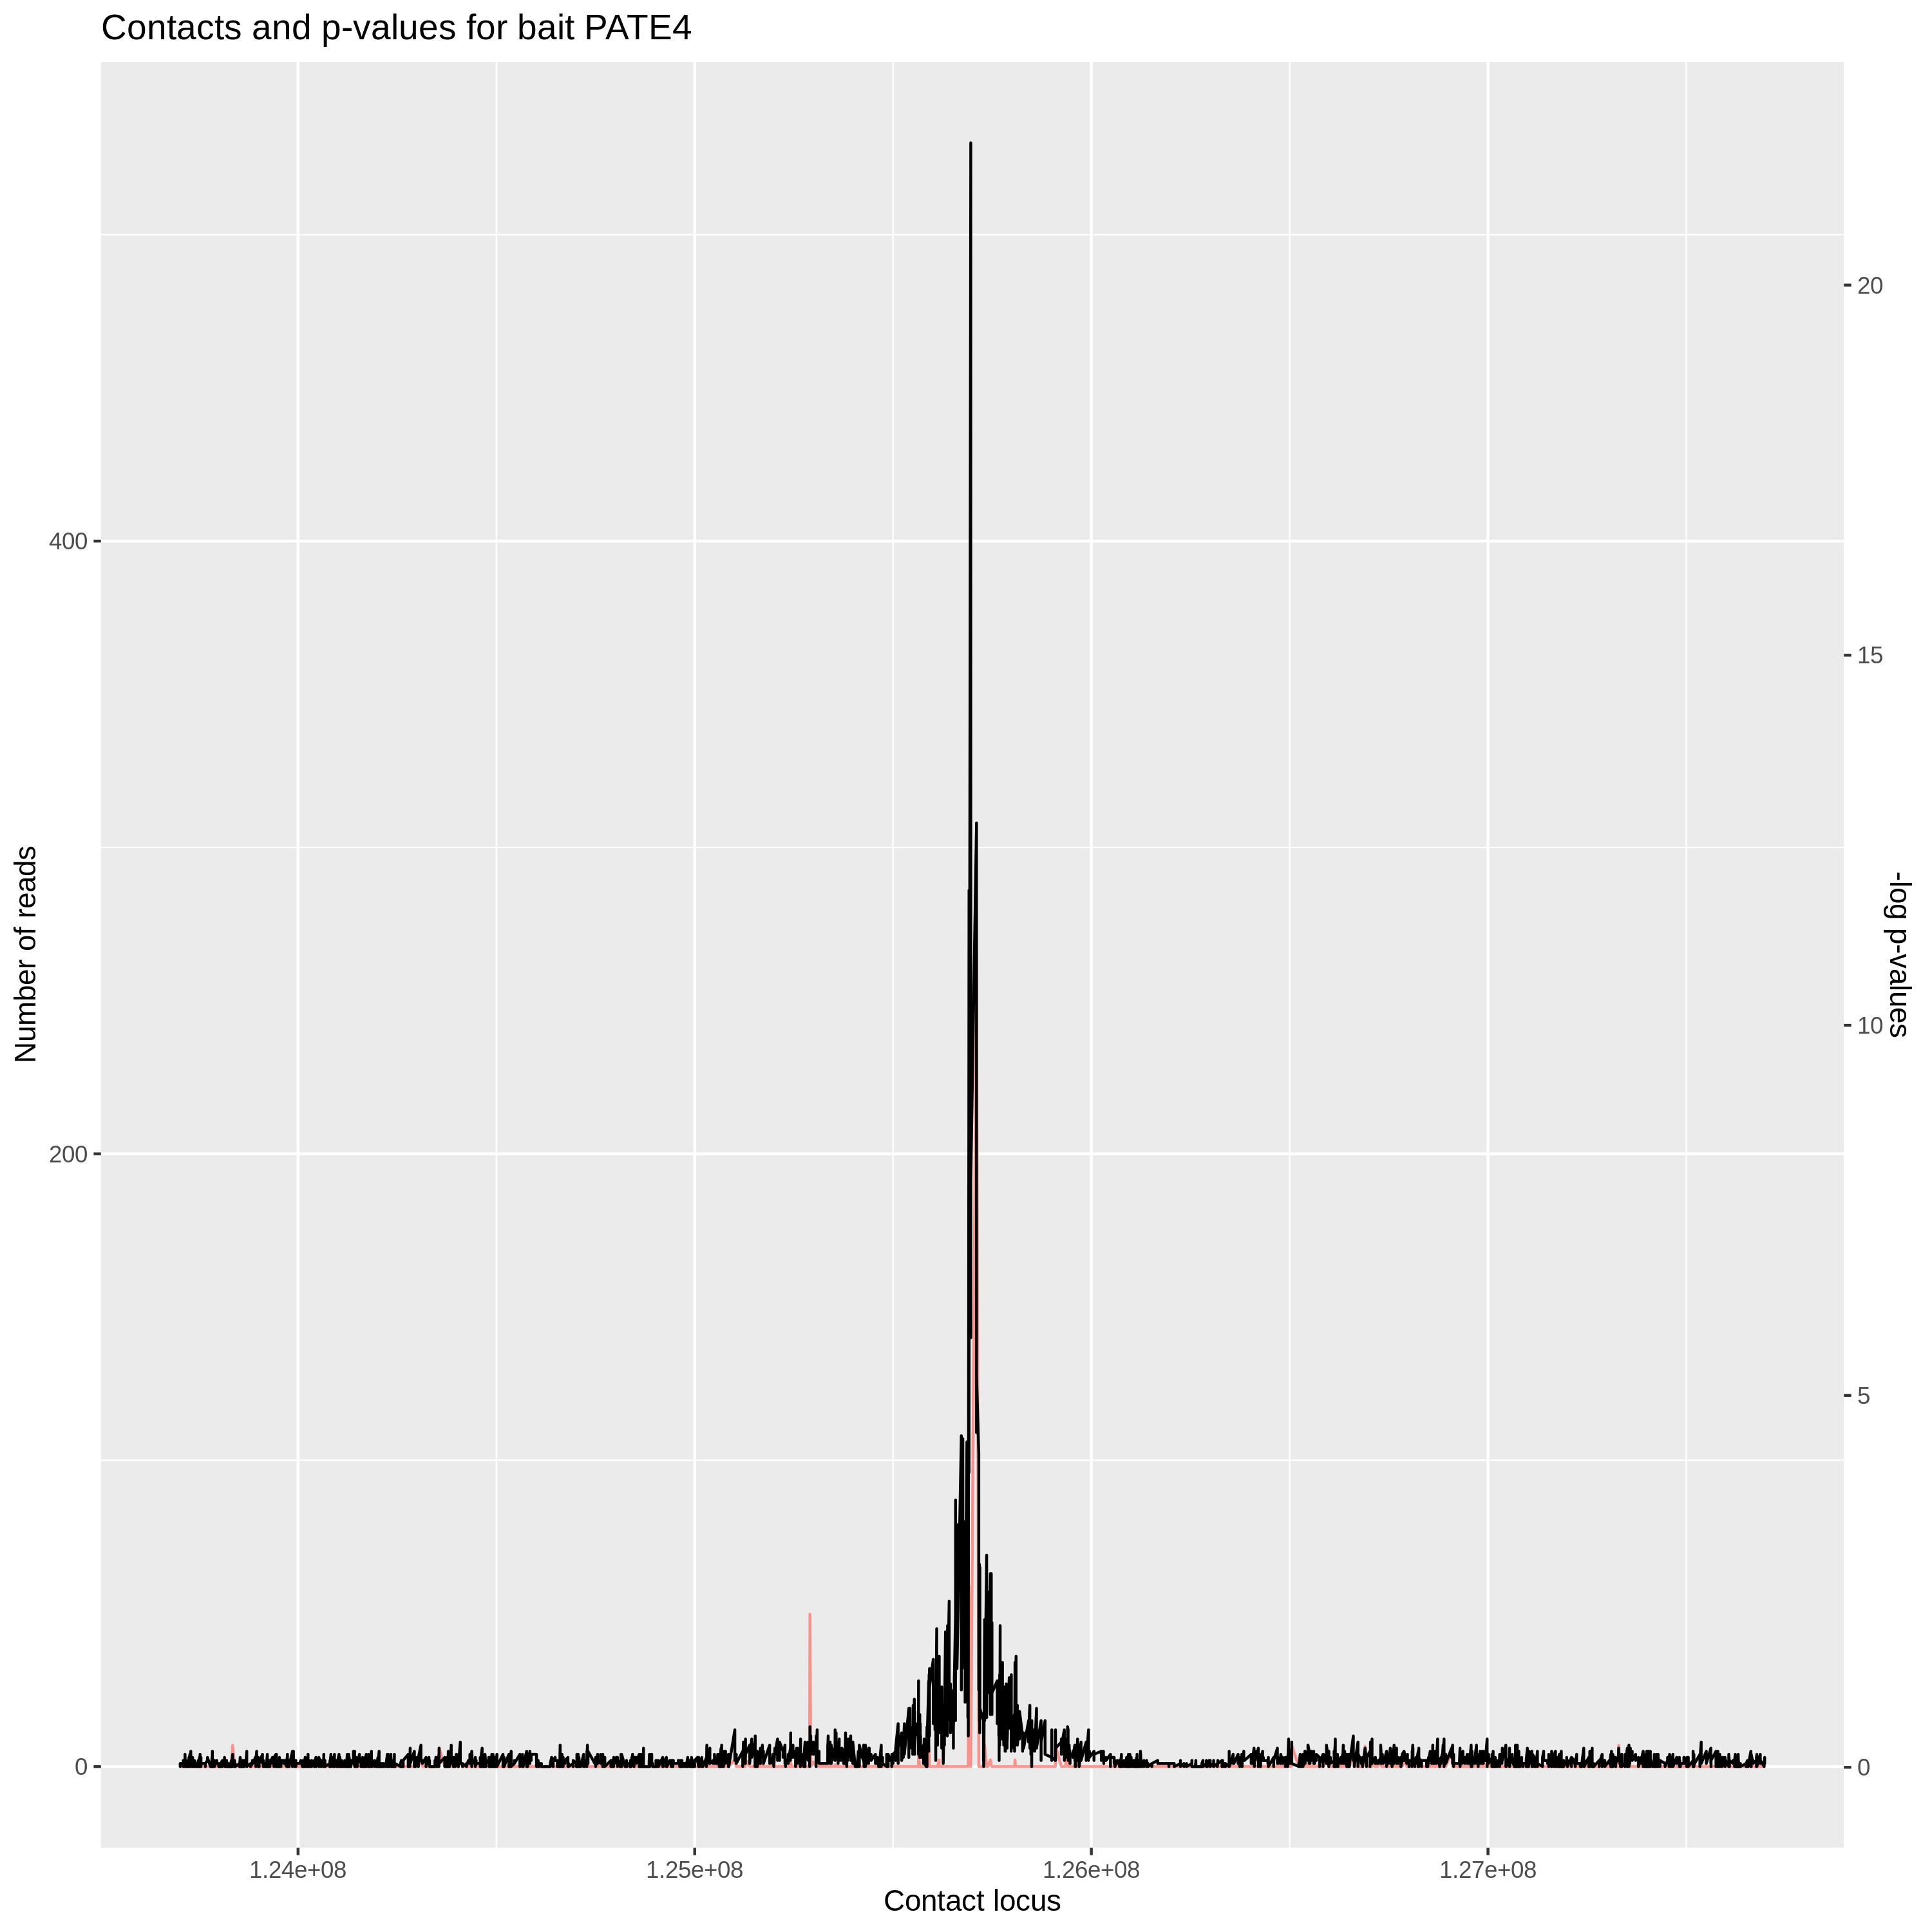 Contacts and p-values for bait PATE4
Number of reads
400
200
0
20
15
10
5
0
-log p-values
1.24e+08
1.25e+08
1.26e+08
1.27e+08
Contact locus